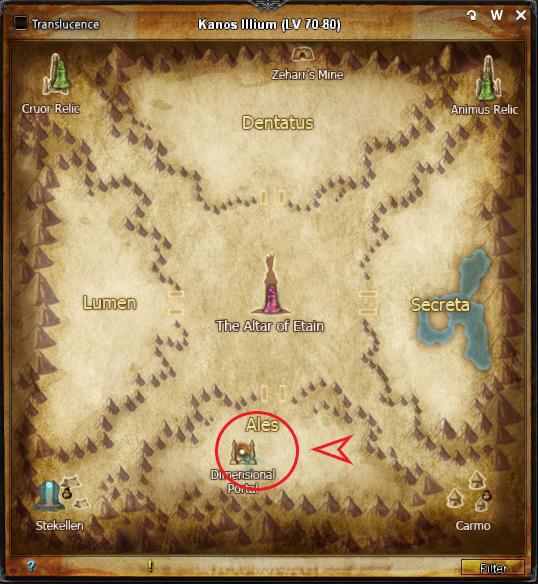 Translucence
Kanos Illium (LV 70-80)
W
Zeharr's Mine
Cruor Relic
Animus Relic
Dentatus
Lumen
Secreta
The Altar of Etain
Ales
Dimensional
Portal
Stekellen
Carmo
?
!
Filter